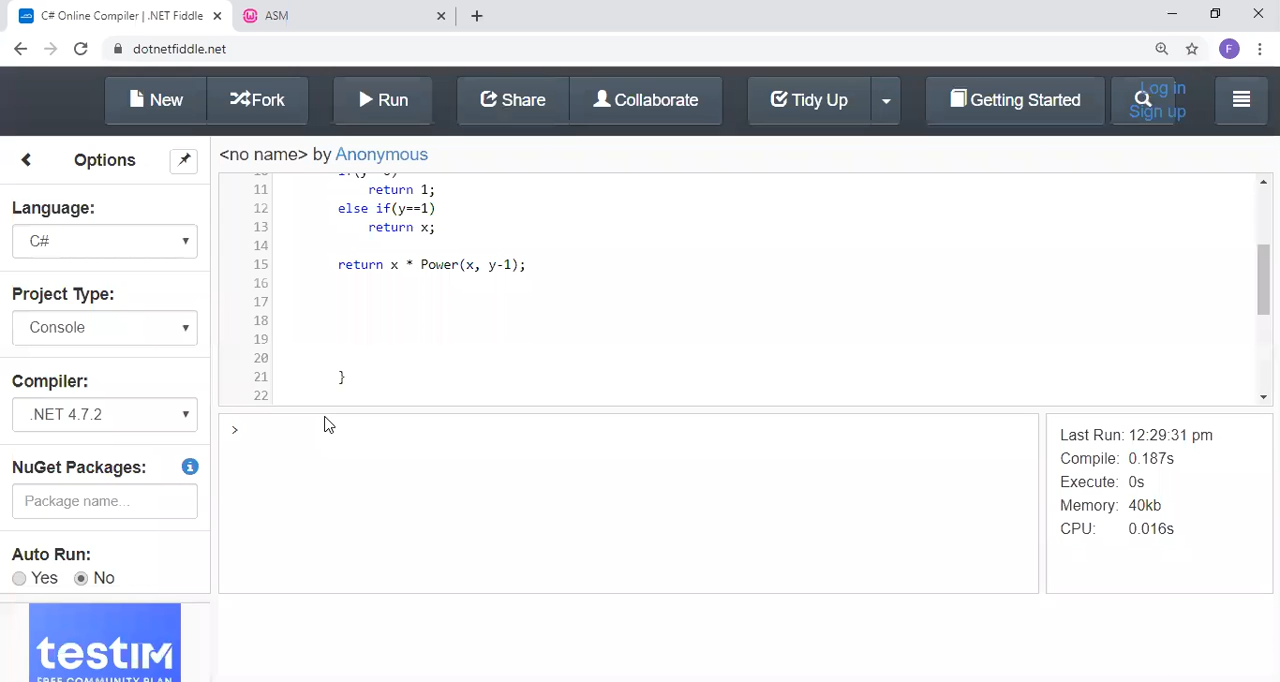 C# Online Compiler | .NET Fiddle
ASM
dotnetfiddle.net
F
New
Fork
Run
Share
Collaborate
Tidy Up
Getting Started
Log in
Sign up
Options
<no name> by Anonymous
Language:
C#
Project Type:
Console
Compiler:
.NET 4.7.2
NuGet Packages:
Package name...
Auto Run:
Yes
No
testim
FREE COMMUNITY PLAN
11 return 1;
12 else if(y==1)
13 return x;
14
15 return x * Power(x, y-1);
16
17
18
19
20
21 }
22
>
Last Run: 12:29:31 pm
Compile: 0.187s
Execute: 0s
Memory: 40kb
CPU: 0.016s